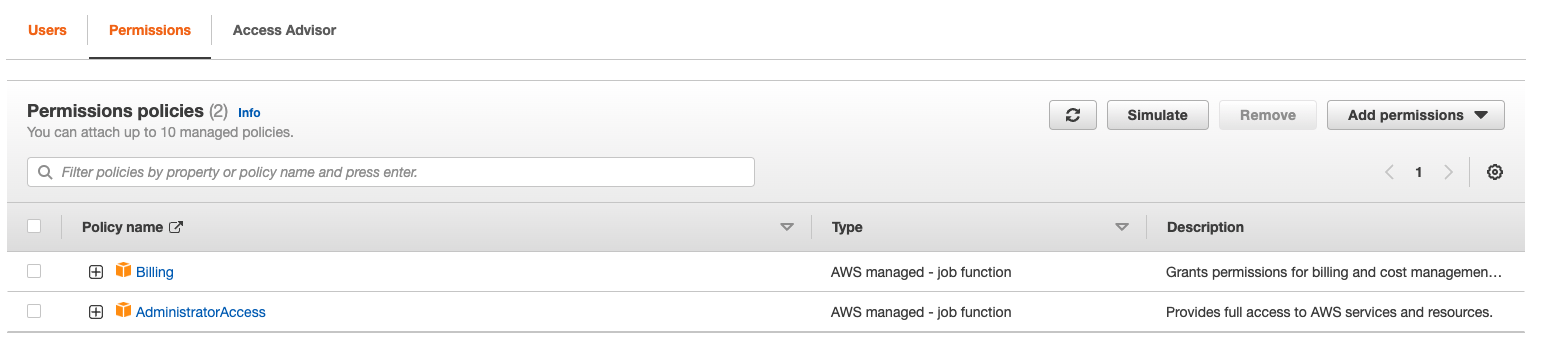 Users Permissions Access Advisor
Permissions policies (2) Info
You can attach up to 10 managed policies.
Simulate Remove Add permissions
Filter policies by property or policy name and press enter.
1
Policy name Type Description
Billing AWS managed - job function Grants permissions for billing and cost managemen…
AdministratorAccess AWS managed - job function Provides full access to AWS services and resources.